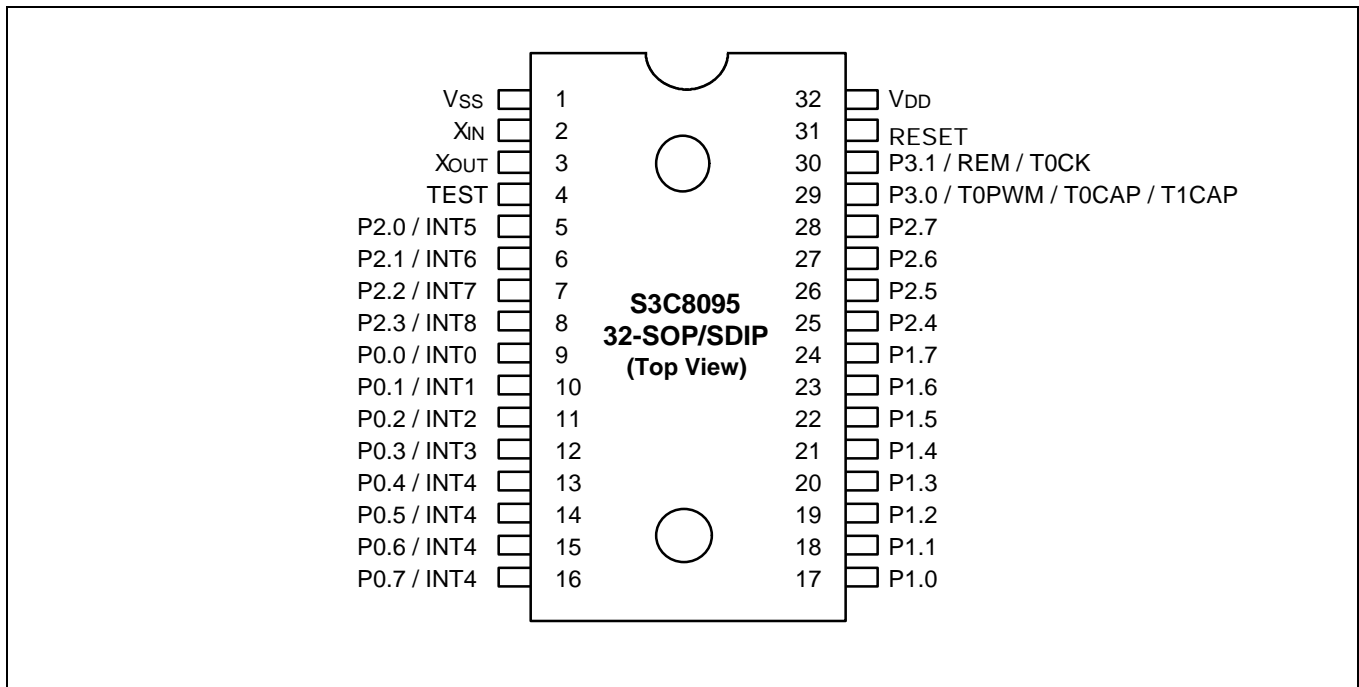 VSS 1 32 VDD
XIN 2 31 RESET
XOUT 3 30 P3.1 / REM / T0CK
TEST 4 29 P3.0 / T0PWM / T0CAP / T1CAP
P2.0 / INT5 5 28 P2.7
P2.1 / INT6 6 27 P2.6
P2.2 / INT7 7 26 P2.5
P2.3 / INT8 8 25 P2.4
P0.0 / INT0 9 24 P1.7
P0.1 / INT1 10 23 P1.6
P0.2 / INT2 11 22 P1.5
P0.3 / INT3 12 21 P1.4
P0.4 / INT4 13 20 P1.3
P0.5 / INT4 14 19 P1.2
P0.6 / INT4 15 18 P1.1
P0.7 / INT4 16 17 P1.0
S3C8095
32-SOP/SDIP
(Top View)